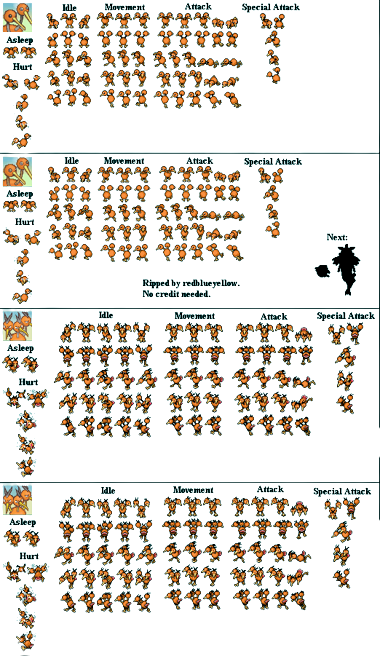 Idle Movement Attack Special Attack
Asleep
Hurt
Idle Movement Attack Special Attack
Asleep
Hurt
Next:
Ripped by redblueyellow.
No credit needed.
Idle Movement Attack Special Attack
Asleep
Hurt
Idle Movement Attack Special Attack
Asleep
Hurt